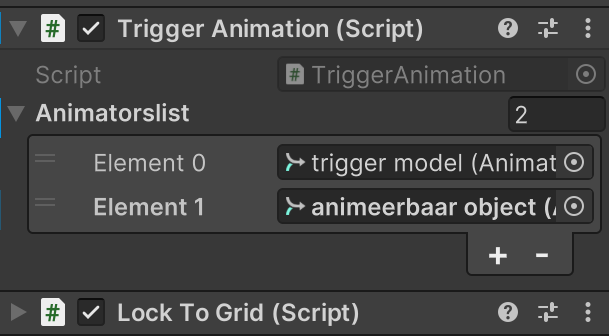 Trigger Animation (Script)
Script TriggerAnimation
Animatorslist 2
Element 0 trigger model (Animat
Element 1 animeerbaar object (A
+ -
Lock To Grid (Script)